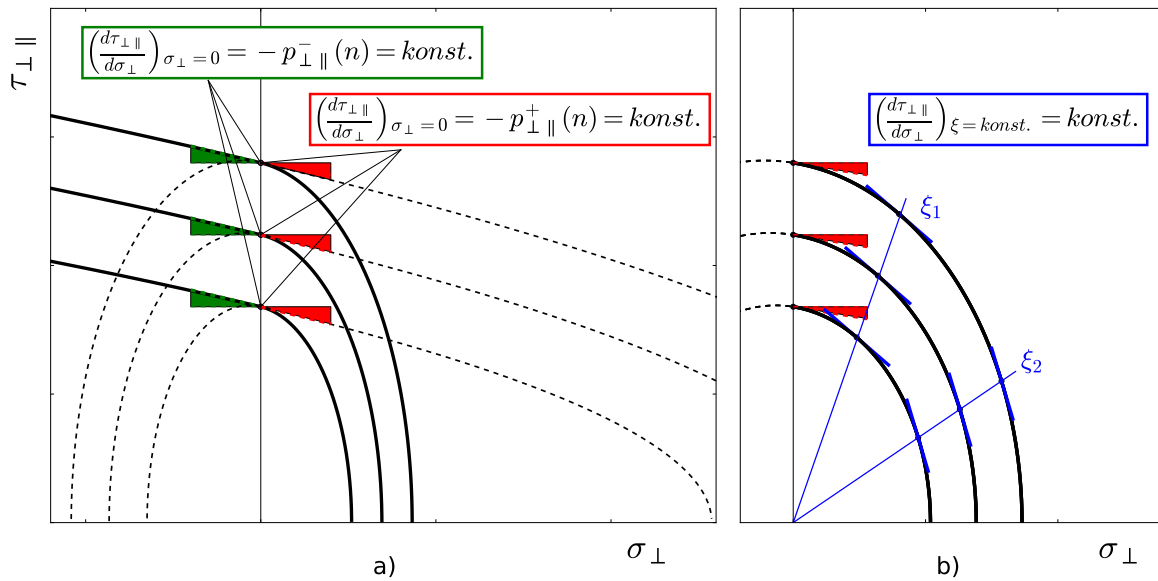 τ⊥∥
(dτ⊥∥/dσ⊥)σ⊥=0 = −p⁻⊥∥(n) = konst.
(dτ⊥∥/dσ⊥)σ⊥=0 = −p⁺⊥∥(n) = konst.
σ⊥
a)
(dτ⊥∥/dσ⊥)ξ=konst. = konst.
ξ1
ξ2
σ⊥
b)